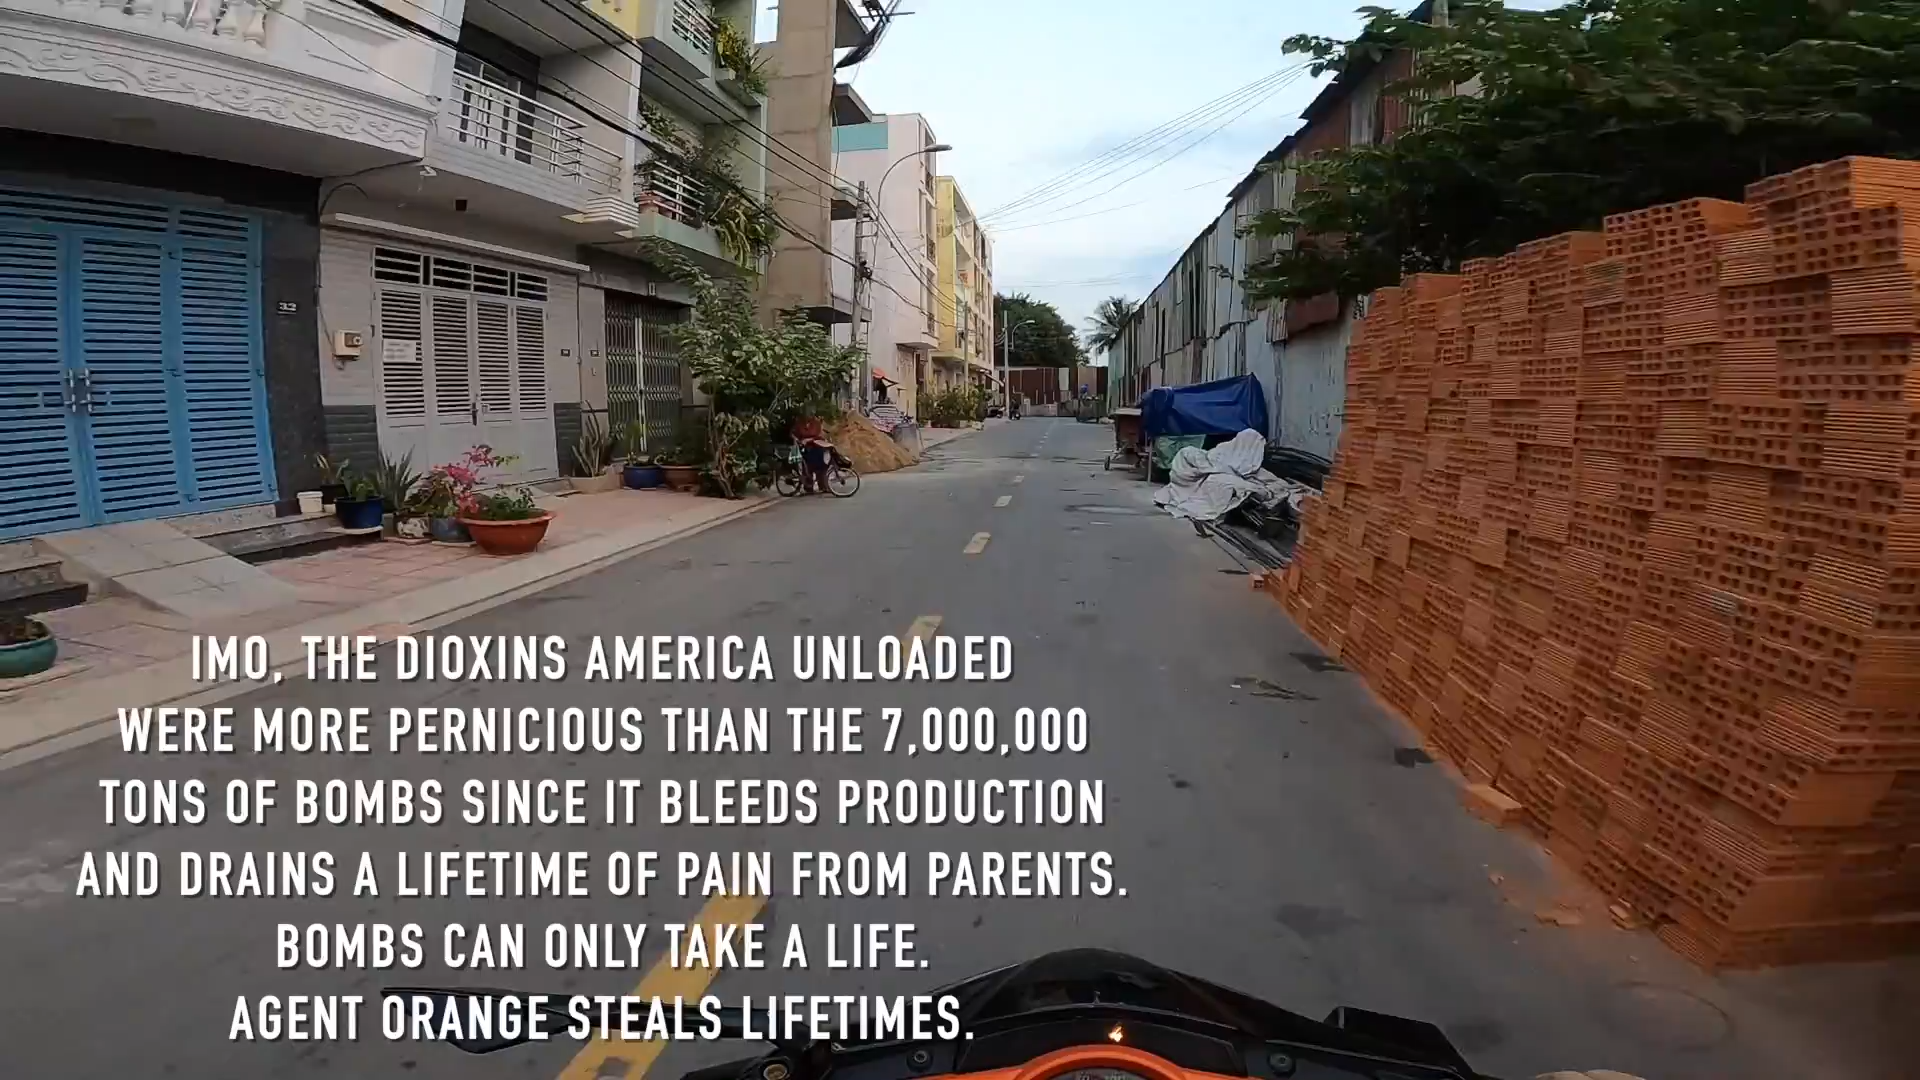 32
IMO, THE DIOXINS AMERICA UNLOADED
WERE MORE PERNICIOUS THAN THE 7,000,000
TONS OF BOMBS SINCE IT BLEEDS PRODUCTION
AND DRAINS A LIFETIME OF PAIN FROM PARENTS.
BOMBS CAN ONLY TAKE A LIFE.
AGENT ORANGE STEALS LIFETIMES.